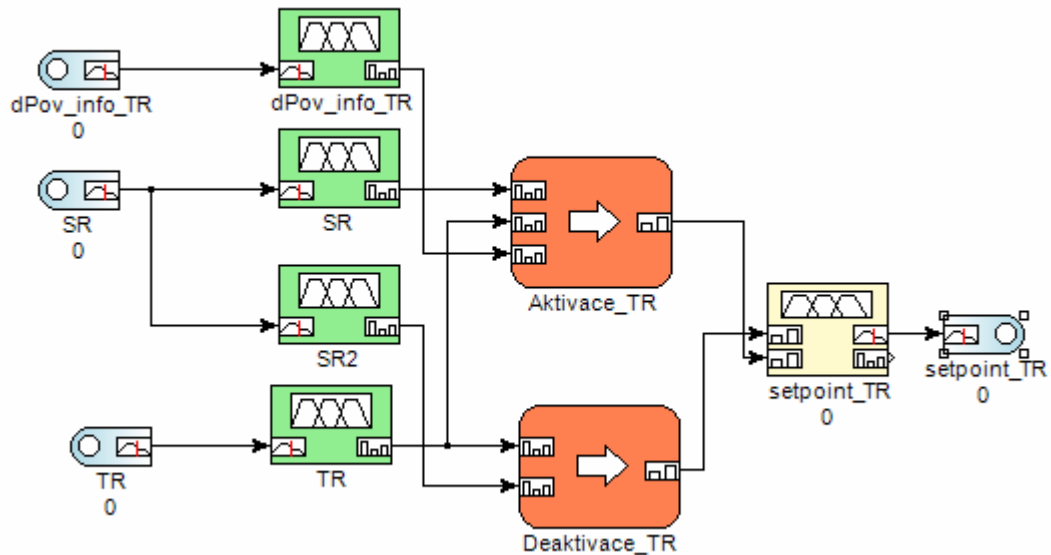 dPov_info_TR
0
dPov_info_TR
SR
0
SR
Aktivace_TR
SR2
setpoint_TR
0
setpoint_TR
0
TR
0
TR
Deaktivace_TR